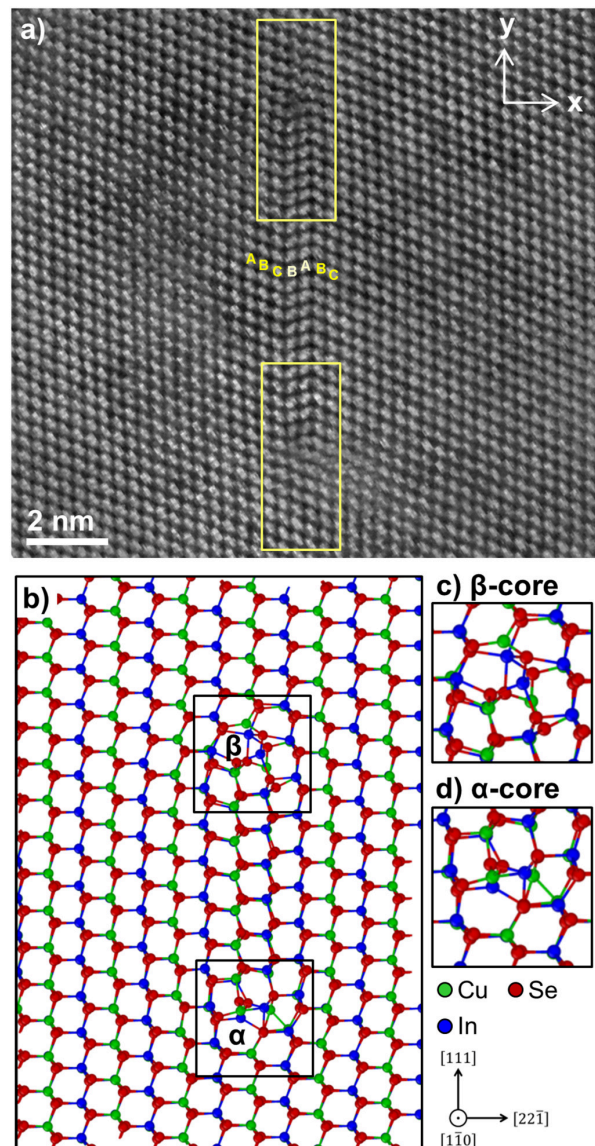 a)
y
x
A B C B A B C
2 nm
b)
β
α
c) β-core
d) α-core
Cu
Se
In
[111]
[221̄]
[11̄0]